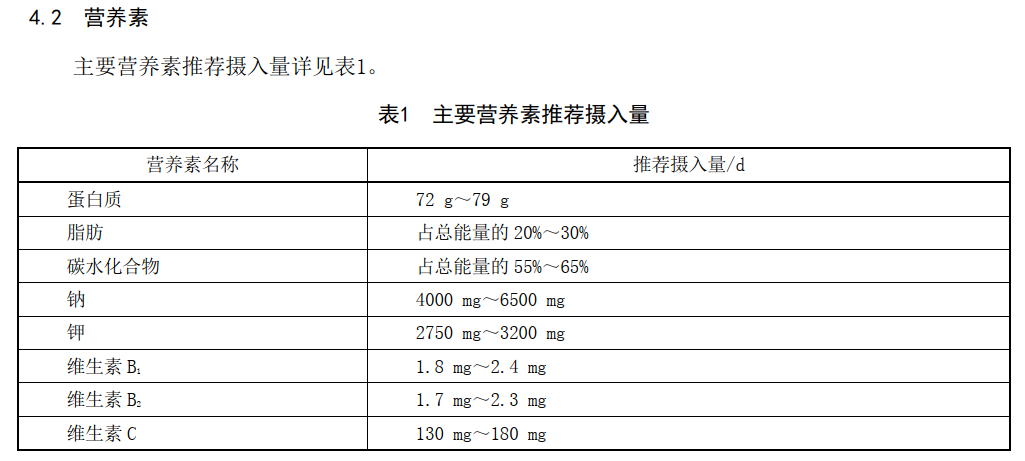 4.2 营养素
主要营养素推荐摄入量详见表1。
表1 主要营养素推荐摄入量
营养素名称 推荐摄入量/d
蛋白质 72 g～79 g
脂肪 占总能量的 20%～30%
碳水化合物 占总能量的 55%～65%
钠 4000 mg～6500 mg
钾 2750 mg～3200 mg
维生素 B₁ 1.8 mg～2.4 mg
维生素 B₂ 1.7 mg～2.3 mg
维生素 C 130 mg～180 mg